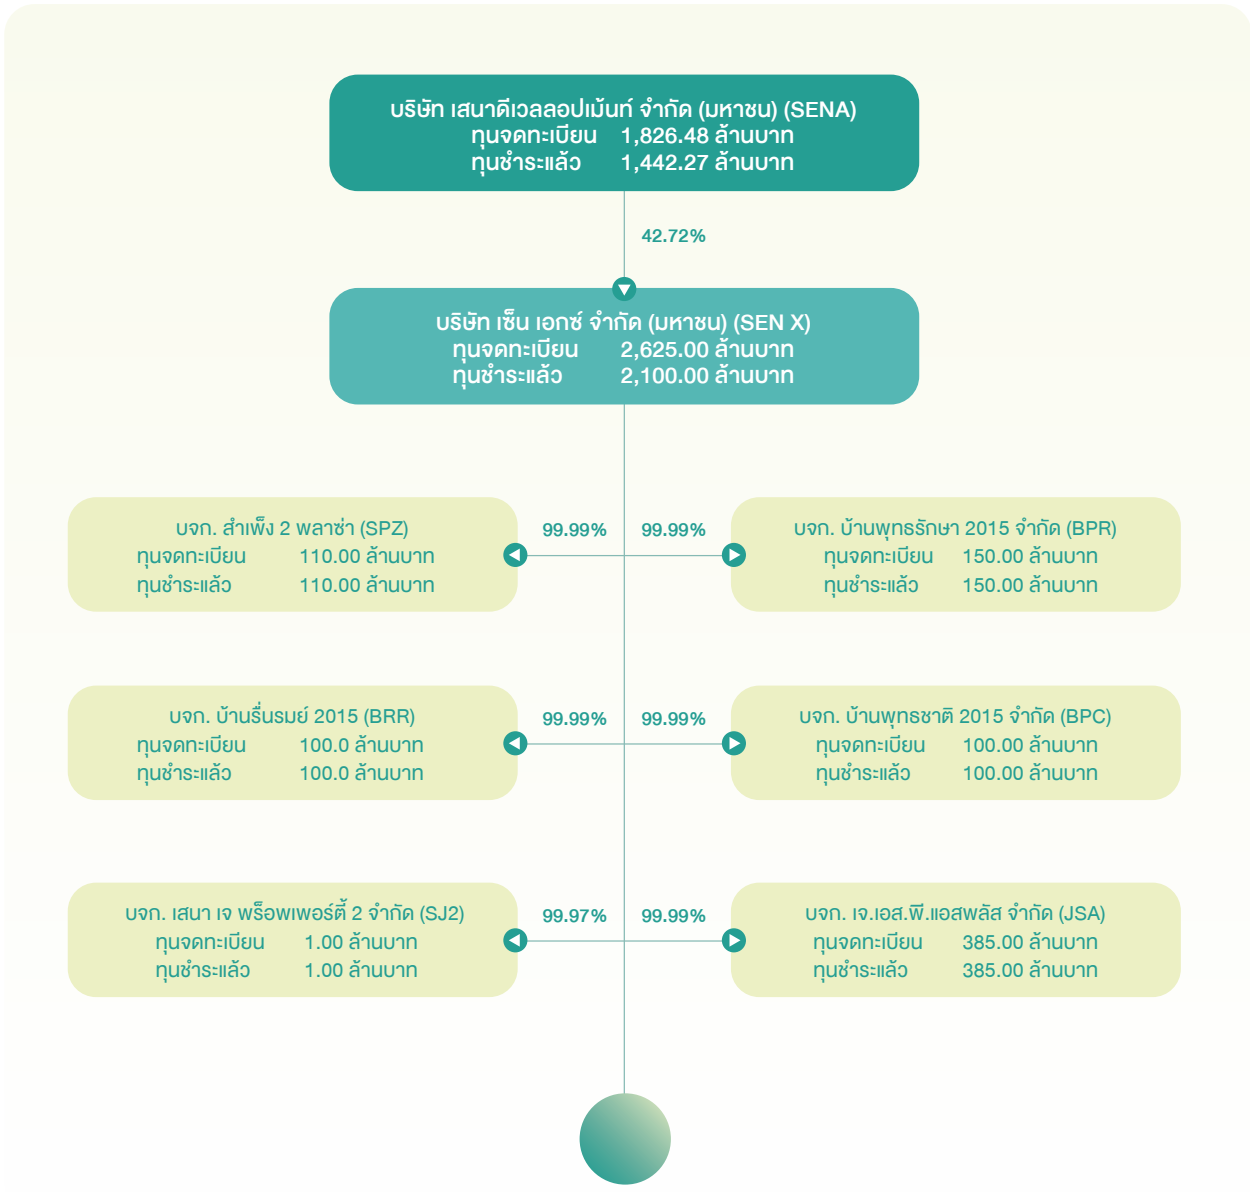 บริษัท เสนาดีเวลลอปเม้นท์ จำกัด (มหาชน) (SENA)
ทุนจดทะเบียน 1,826.48 ล้านบาท
ทุนชำระแล้ว 1,442.27 ล้านบาท
42.72%
บริษัท เซ็น เอกซ์ จำกัด (มหาชน) (SEN X)
ทุนจดทะเบียน 2,625.00 ล้านบาท
ทุนชำระแล้ว 2,100.00 ล้านบาท
บจก. สำเพ็ง 2 พลาซ่า (SPZ)
ทุนจดทะเบียน 110.00 ล้านบาท
ทุนชำระแล้ว 110.00 ล้านบาท
99.99%
99.99%
บจก. บ้านพุทธรักษา 2015 จำกัด (BPR)
ทุนจดทะเบียน 150.00 ล้านบาท
ทุนชำระแล้ว 150.00 ล้านบาท
บจก. บ้านรื่นรมย์ 2015 (BRR)
ทุนจดทะเบียน 100.0 ล้านบาท
ทุนชำระแล้ว 100.0 ล้านบาท
99.99%
99.99%
บจก. บ้านพุทธชาติ 2015 จำกัด (BPC)
ทุนจดทะเบียน 100.00 ล้านบาท
ทุนชำระแล้ว 100.00 ล้านบาท
บจก. เสนา เจ พร็อพเพอร์ตี้ 2 จำกัด (SJ2)
ทุนจดทะเบียน 1.00 ล้านบาท
ทุนชำระแล้ว 1.00 ล้านบาท
99.97%
99.99%
บจก. เจ.เอส.พี.แอสพลัส จำกัด (JSA)
ทุนจดทะเบียน 385.00 ล้านบาท
ทุนชำระแล้ว 385.00 ล้านบาท